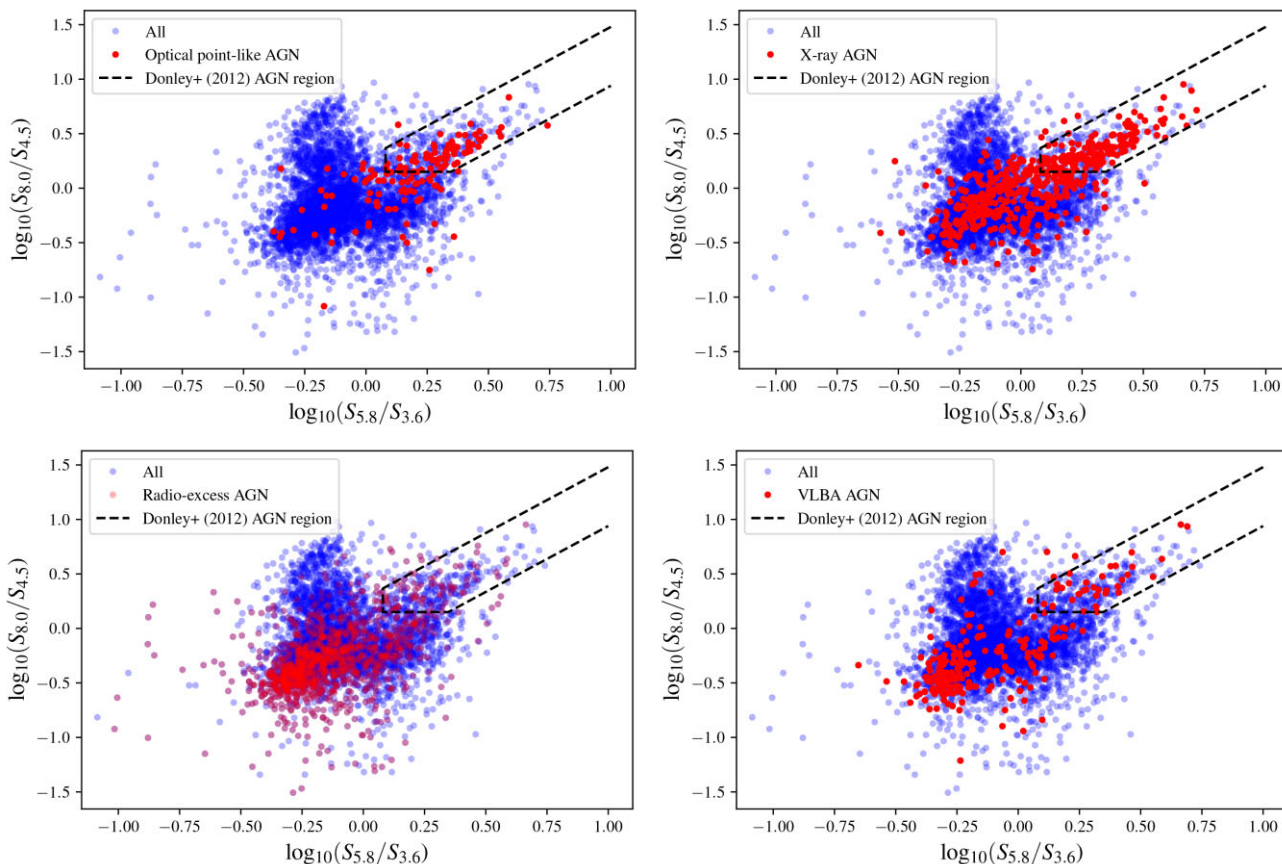 All
Optical point-like AGN
Donley+ (2012) AGN region
1.5
1.0
0.5
0.0
−0.5
−1.0
−1.5
log₁₀(S₈.₀/S₄.₅)
−1.00 −0.75 −0.50 −0.25 0.00 0.25 0.50 0.75 1.00
log₁₀(S₅.₈/S₃.₆)
All
X-ray AGN
Donley+ (2012) AGN region
1.5
1.0
0.5
0.0
−0.5
−1.0
−1.5
log₁₀(S₈.₀/S₄.₅)
−1.00 −0.75 −0.50 −0.25 0.00 0.25 0.50 0.75 1.00
log₁₀(S₅.₈/S₃.₆)
All
Radio-excess AGN
Donley+ (2012) AGN region
1.5
1.0
0.5
0.0
−0.5
−1.0
−1.5
log₁₀(S₈.₀/S₄.₅)
−1.00 −0.75 −0.50 −0.25 0.00 0.25 0.50 0.75 1.00
log₁₀(S₅.₈/S₃.₆)
All
VLBA AGN
Donley+ (2012) AGN region
1.5
1.0
0.5
0.0
−0.5
−1.0
−1.5
log₁₀(S₈.₀/S₄.₅)
−1.00 −0.75 −0.50 −0.25 0.00 0.25 0.50 0.75 1.00
log₁₀(S₅.₈/S₃.₆)